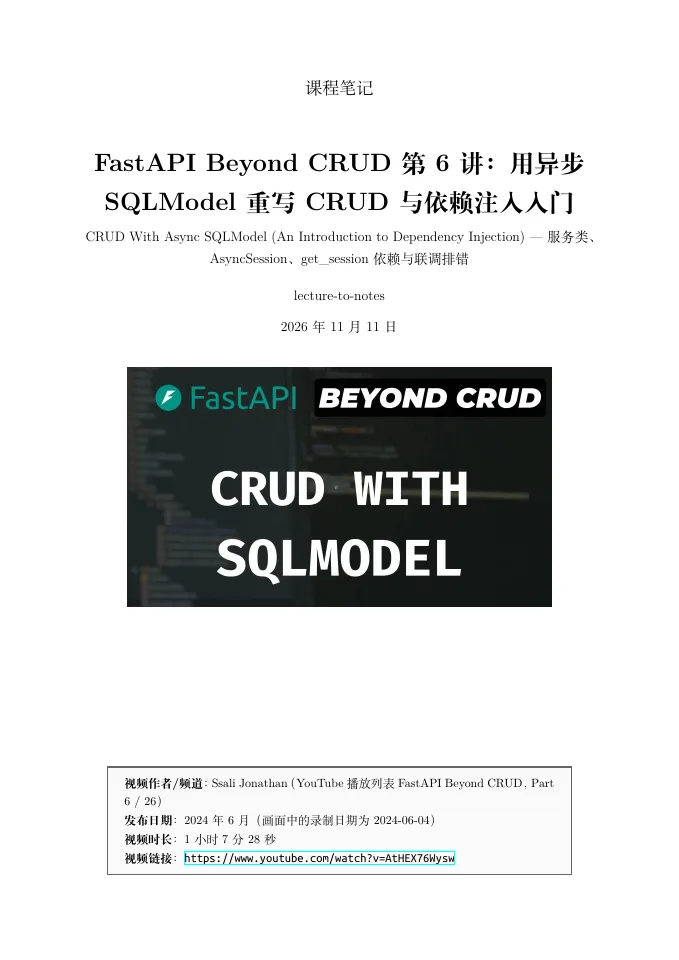 课程笔记
FastAPI Beyond CRUD 第 6 讲：用异步
SQLModel 重写 CRUD 与依赖注入入门
CRUD With Async SQLModel (An Introduction to Dependency Injection) — 服务类、
AsyncSession、get_session 依赖与联调排错
lecture-to-notes
2026 年 11 月 11 日
FastAPI BEYOND CRUD
CRUD WITH
SQLMODEL
视频作者/频道：Ssali Jonathan (YouTube 播放列表 FastAPI Beyond CRUD, Part
6 / 26)
发布日期：2024 年 6 月（画面中的录制日期为 2024-06-04）
视频时长：1 小时 7 分 28 秒
视频链接：https://www.youtube.com/watch?v=AtHEX76Wysw